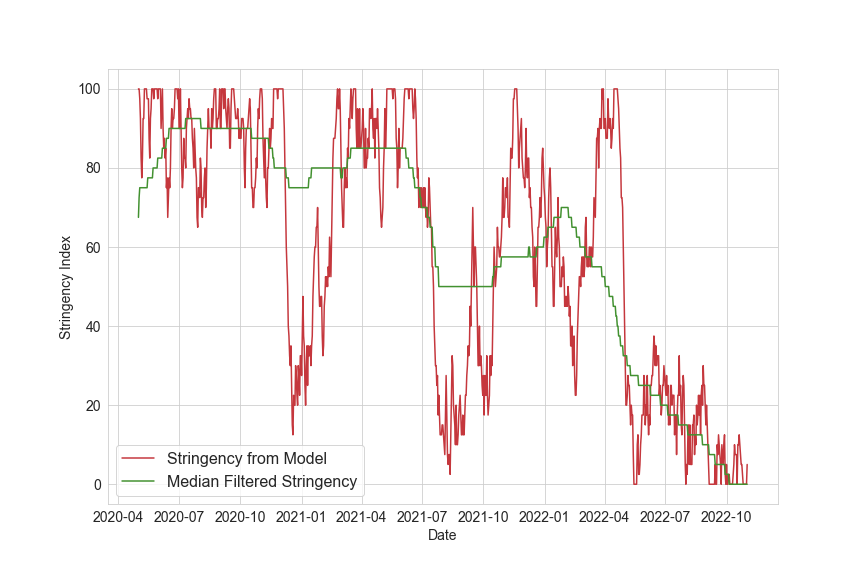 100
80
60
40
20
0
Stringency Index
Stringency from Model
Median Filtered Stringency
2020-04 2020-07 2020-10 2021-01 2021-04 2021-07 2021-10 2022-01 2022-04 2022-07 2022-10
Date